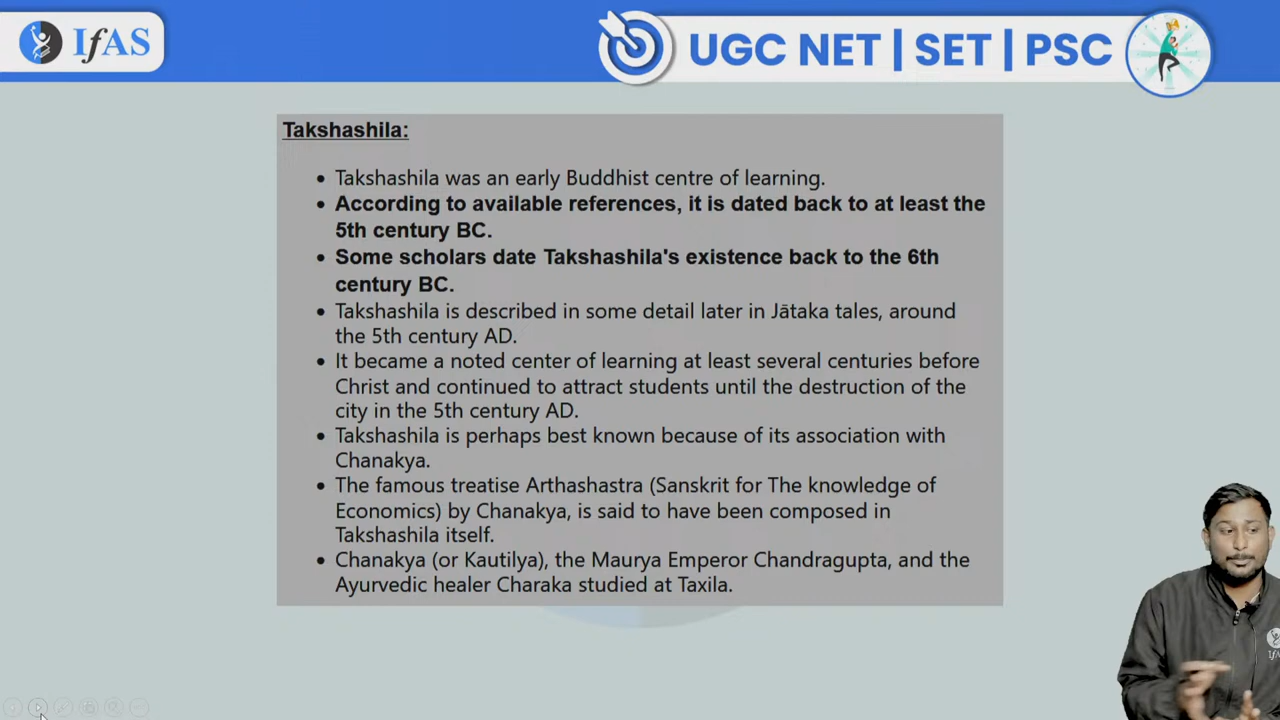 IfAS
UGC NET | SET | PSC
Takshashila:
• Takshashila was an early Buddhist centre of learning.
• According to available references, it is dated back to at least the
5th century BC.
• Some scholars date Takshashila's existence back to the 6th
century BC.
• Takshashila is described in some detail later in Jātaka tales, around
the 5th century AD.
• It became a noted center of learning at least several centuries before
Christ and continued to attract students until the destruction of the
city in the 5th century AD.
• Takshashila is perhaps best known because of its association with
Chanakya.
• The famous treatise Arthashastra (Sanskrit for The knowledge of
Economics) by Chanakya, is said to have been composed in
Takshashila itself.
• Chanakya (or Kautilya), the Maurya Emperor Chandragupta, and the
Ayurvedic healer Charaka studied at Taxila.
IfAS